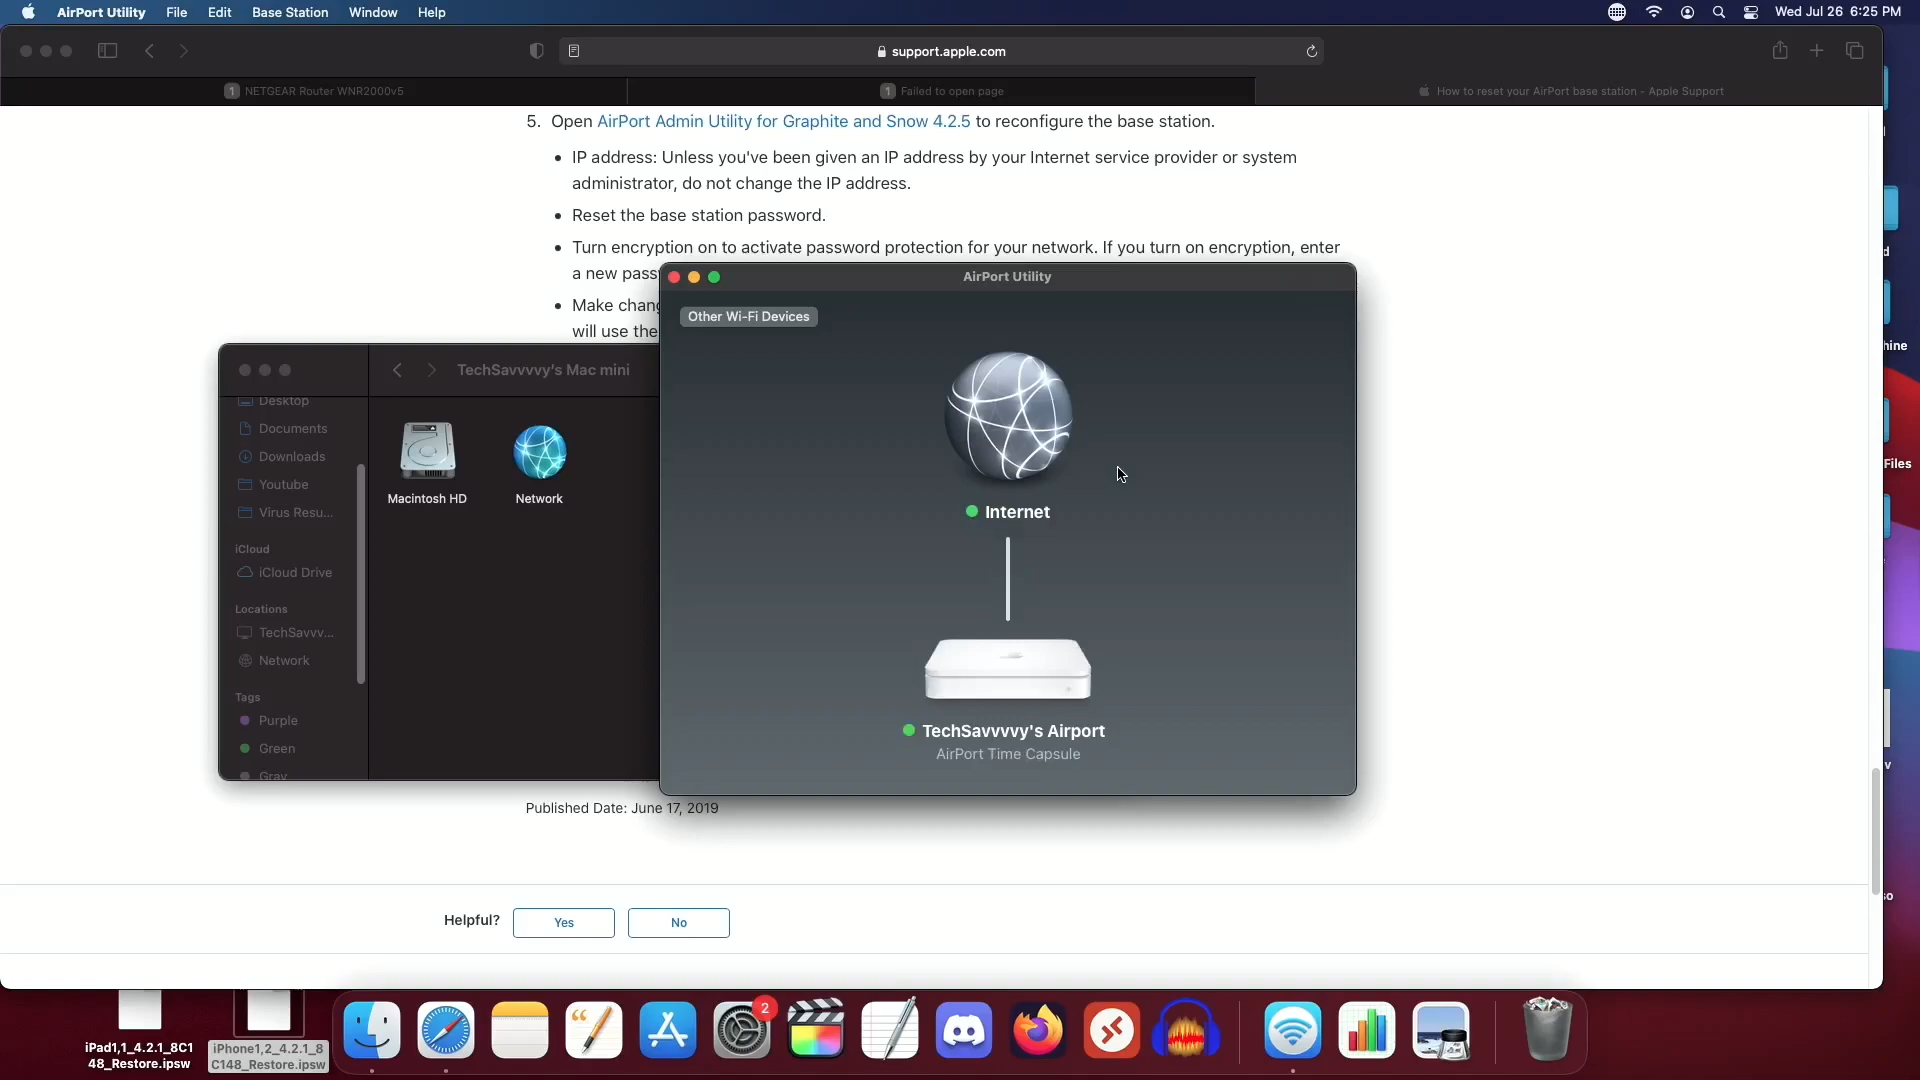 AirPort Utility File Edit Base Station Window Help
Wed Jul 26 6:25 PM
support.apple.com
1 NETGEAR Router WNR2000v5
1 Failed to open page
How to reset your AirPort base station - Apple Support
5. Open AirPort Admin Utility for Graphite and Snow 4.2.5 to reconfigure the base station.
• IP address: Unless you've been given an IP address by your Internet service provider or system
administrator, do not change the IP address.
• Reset the base station password.
• Turn encryption on to activate password protection for your network. If you turn on encryption, enter
a new pass
• Make chang
will use the
AirPort Utility
Other Wi-Fi Devices
Internet
TechSavvvvy's Airport
AirPort Time Capsule
TechSavvvvy's Mac mini
Desktop
Documents
Downloads
Youtube
Virus Resu...
iCloud
iCloud Drive
Locations
TechSavvv...
Network
Tags
Purple
Green
Gray
Macintosh HD
Network
Published Date: June 17, 2019
Helpful?
Yes
No
hine
Files
iPad1,1_4.2.1_8C1
48_Restore.ipsw
iPhone1,2_4.2.1_8
C148_Restore.ipsw
2